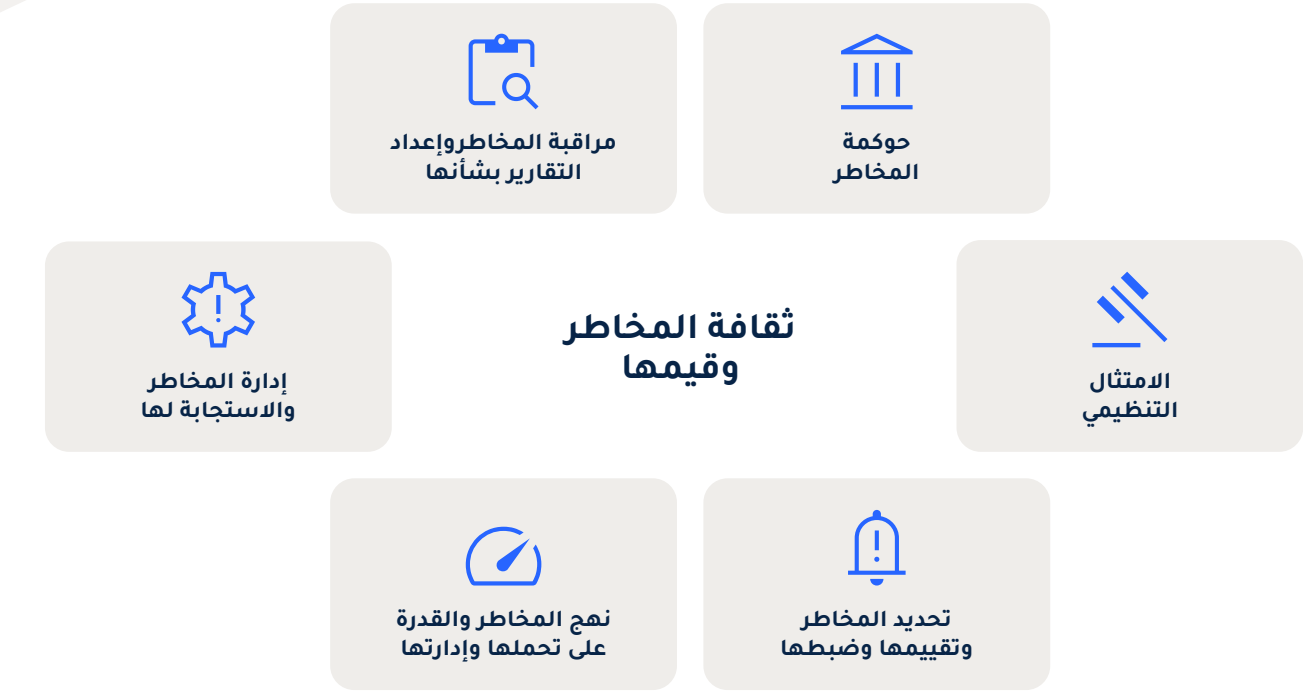 حوكمة
المخاطر
مراقبة المخاطروإعداد
التقارير بشأنها
الامتثال
التنظيمي
ثقافة المخاطر
وقيمها
إدارة المخاطر
والاستجابة لها
تحديد المخاطر
وتقييمها وضبطها
نهج المخاطر والقدرة
على تحملها وإدارتها